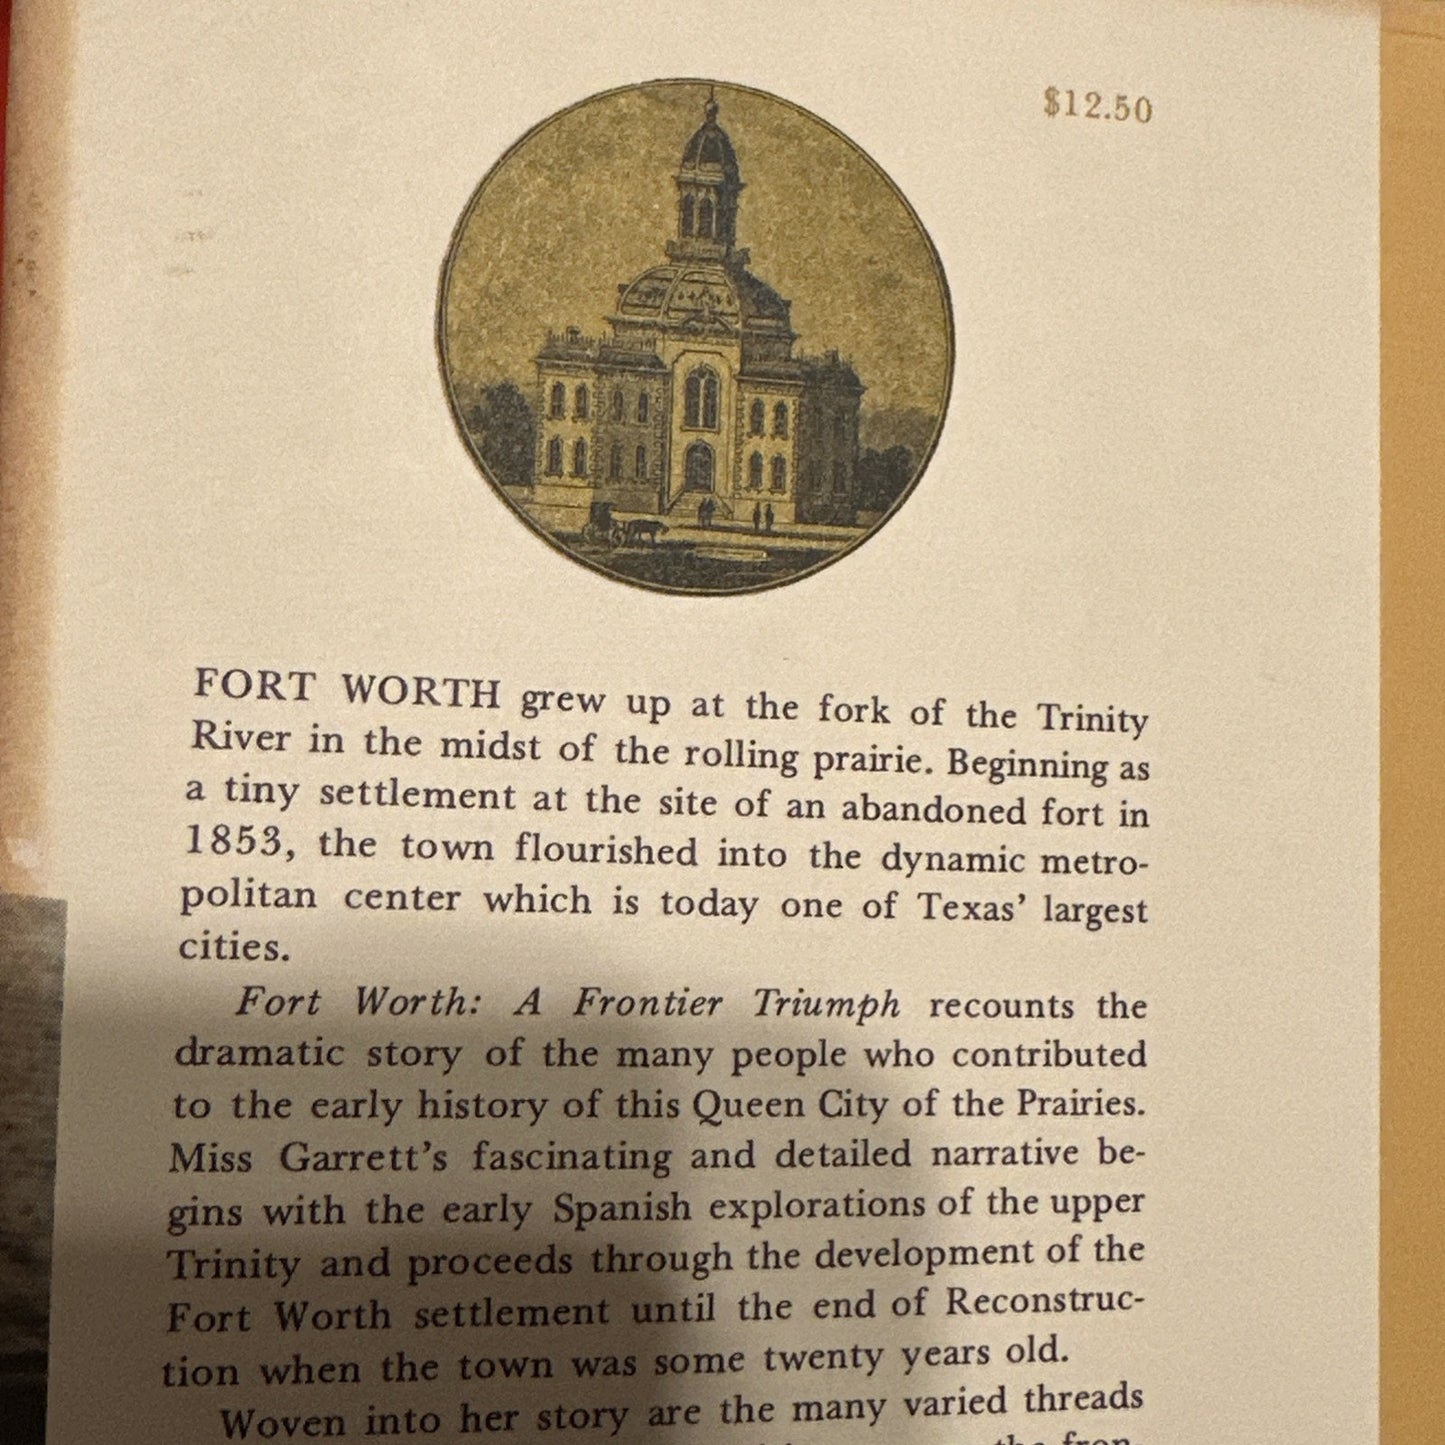 $12.50
FORT WORTH grew up at the fork of the Trinity
River in the midst of the rolling prairie. Beginning as
a tiny settlement at the site of an abandoned fort in
1853, the town flourished into the dynamic metro-
politan center which is today one of Texas' largest
cities.
Fort Worth: A Frontier Triumph recounts the
dramatic story of the many people who contributed
to the early history of this Queen City of the Prairies.
Miss Garrett's fascinating and detailed narrative be-
gins with the early Spanish explorations of the upper
Trinity and proceeds through the development of the
Fort Worth settlement until the end of Reconstruc-
tion when the town was some twenty years old.
Woven into her story are the many varied threads
the fron-